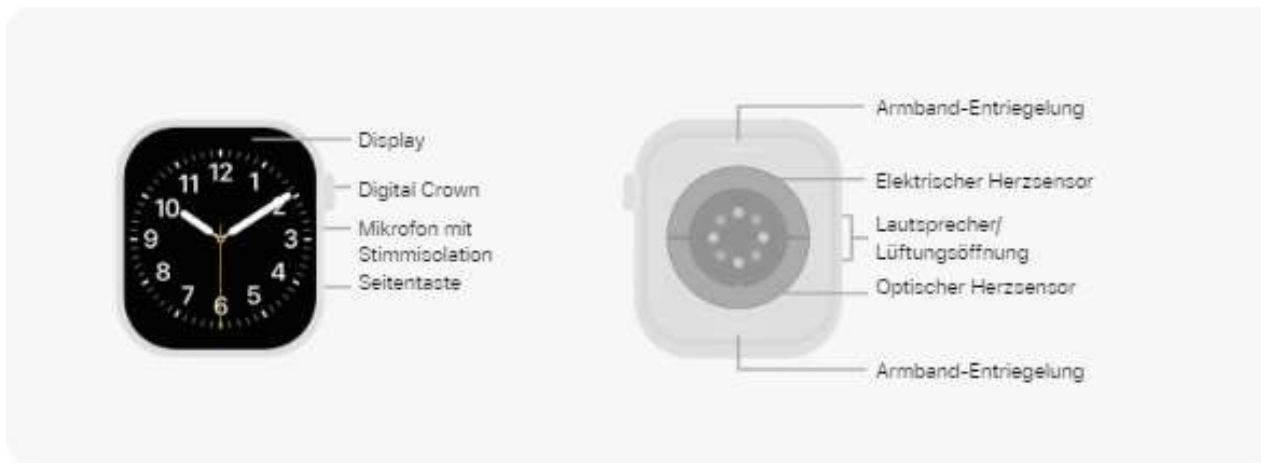 12
11
1
10
2
9
3
8
4
7
5
6
Display
Digital Crown
Mikrofon mit
Stimmisolation
Seitentaste
Armband-Entriegelung
Elektrischer Herzsensor
Lautsprecher/
Lüftungsöffnung
Optischer Herzsensor
Armband-Entriegelung